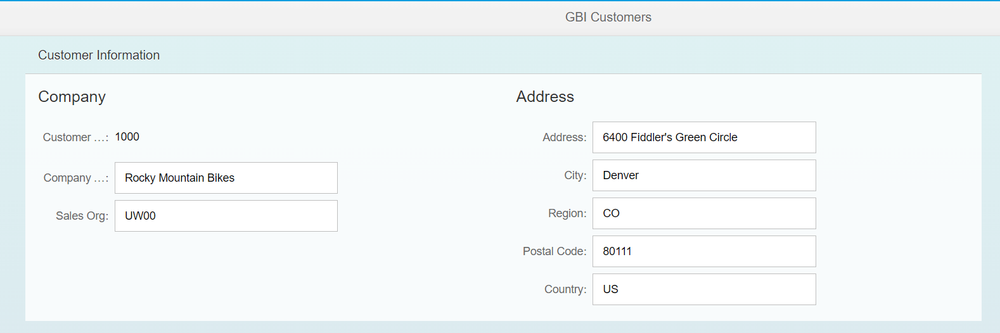 GBI Customers
Customer Information
Company
Customer ...: 1000
Company ...: Rocky Mountain Bikes
Sales Org: UW00
Address
Address: 6400 Fiddler's Green Circle
City: Denver
Region: CO
Postal Code: 80111
Country: US